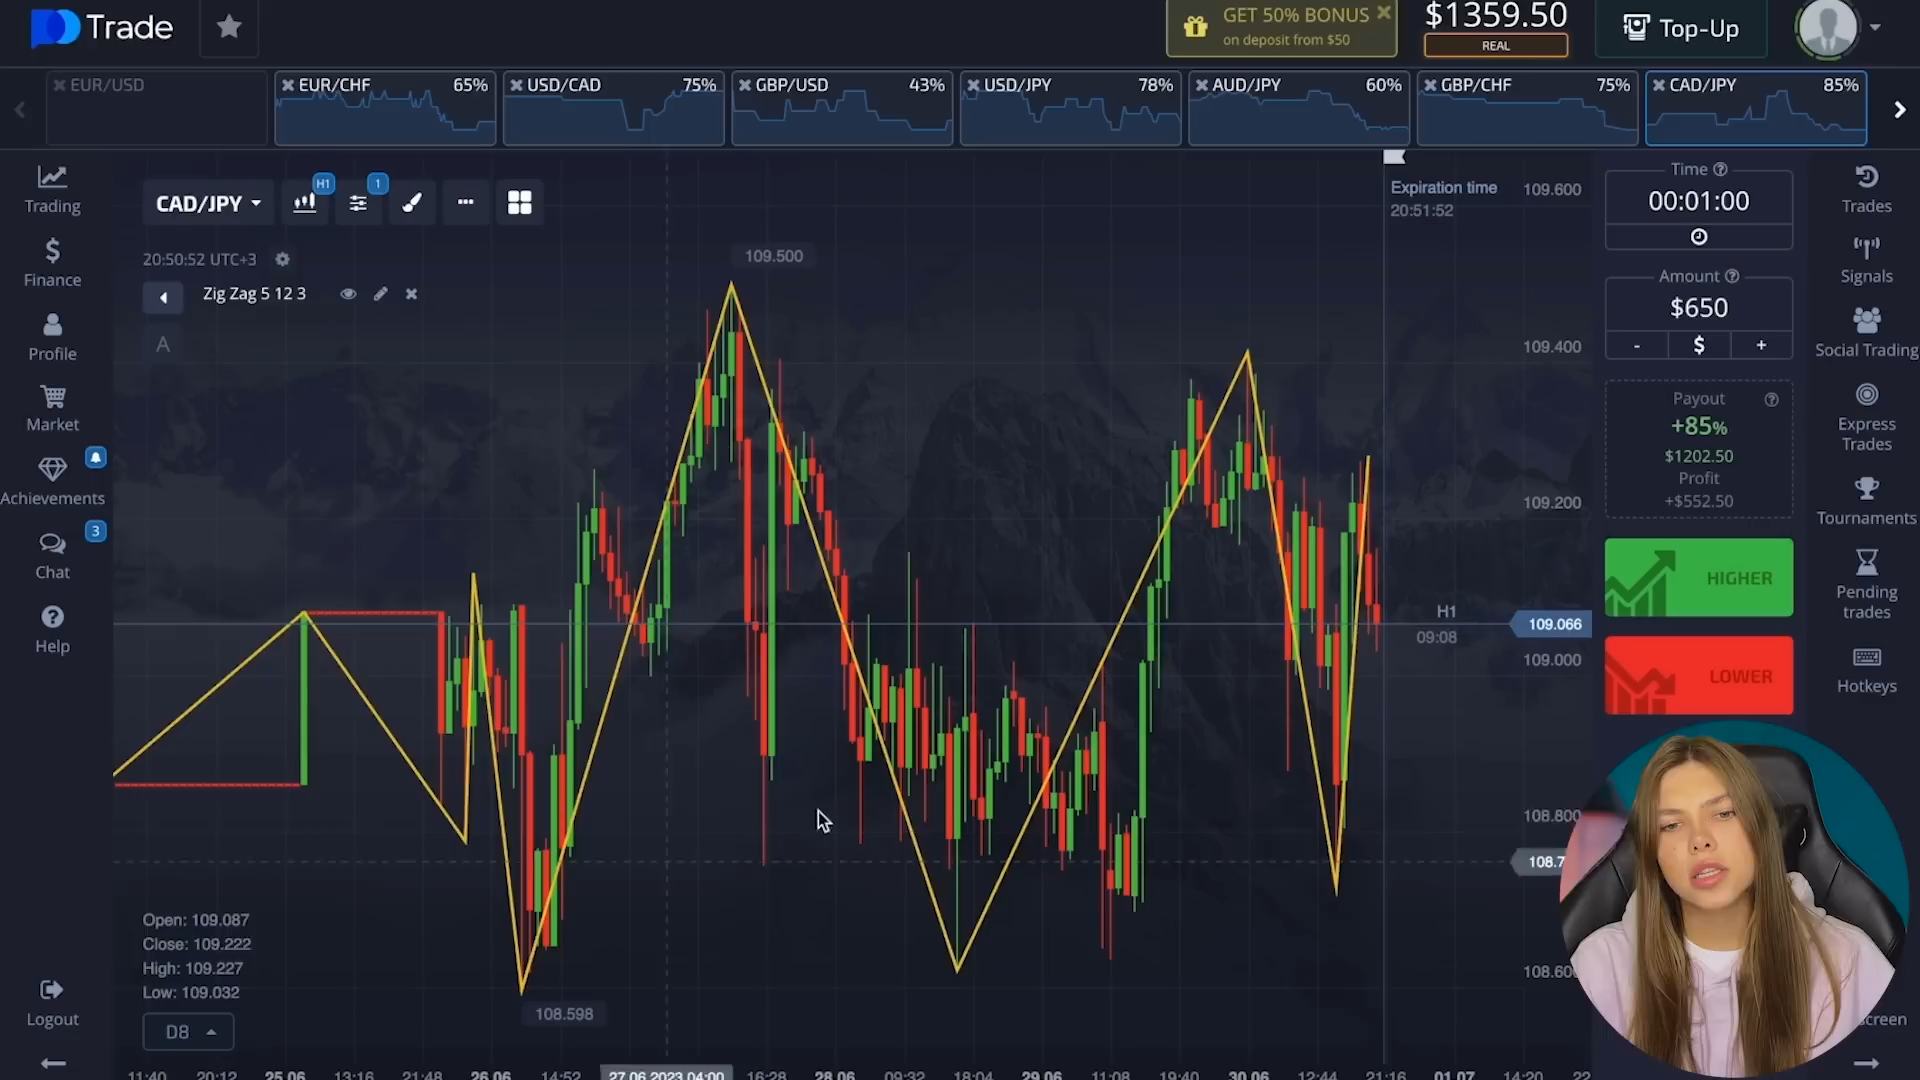 Trade
GET 50% BONUS
on deposit from $50
$1359.50
REAL
Top-Up
EUR/USD
EUR/CHF 65%
USD/CAD 75%
GBP/USD 43%
USD/JPY 78%
AUD/JPY 60%
GBP/CHF 75%
CAD/JPY 85%
Trading
Finance
Profile
Market
Achievements
3
Chat
Help
Logout
CAD/JPY
H1
1
20:50:52 UTC+3
Zig Zag 5 12 3
A
109.500
108.598
Expiration time
20:51:52
109.600
109.400
109.200
H1
09:08
109.066
109.000
108.800
108.7
108.60
Open: 109.087
Close: 109.222
High: 109.227
Low: 109.032
D8
11:40 20:12 25.06 13:16 21:48 26.06 14:52 27.06.2023 04:00 16:28 28.06 09:32 18:04 29.06 11:08 19:40 30.06 12:44 21:16 01.07 14:20 22
Time
00:01:00
Amount
$650
- $ +
Payout
+85%
$1202.50
Profit
+$552.50
HIGHER
LOWER
Trades
Signals
Social Trading
Express
Trades
Tournaments
Pending
trades
Hotkeys
screen